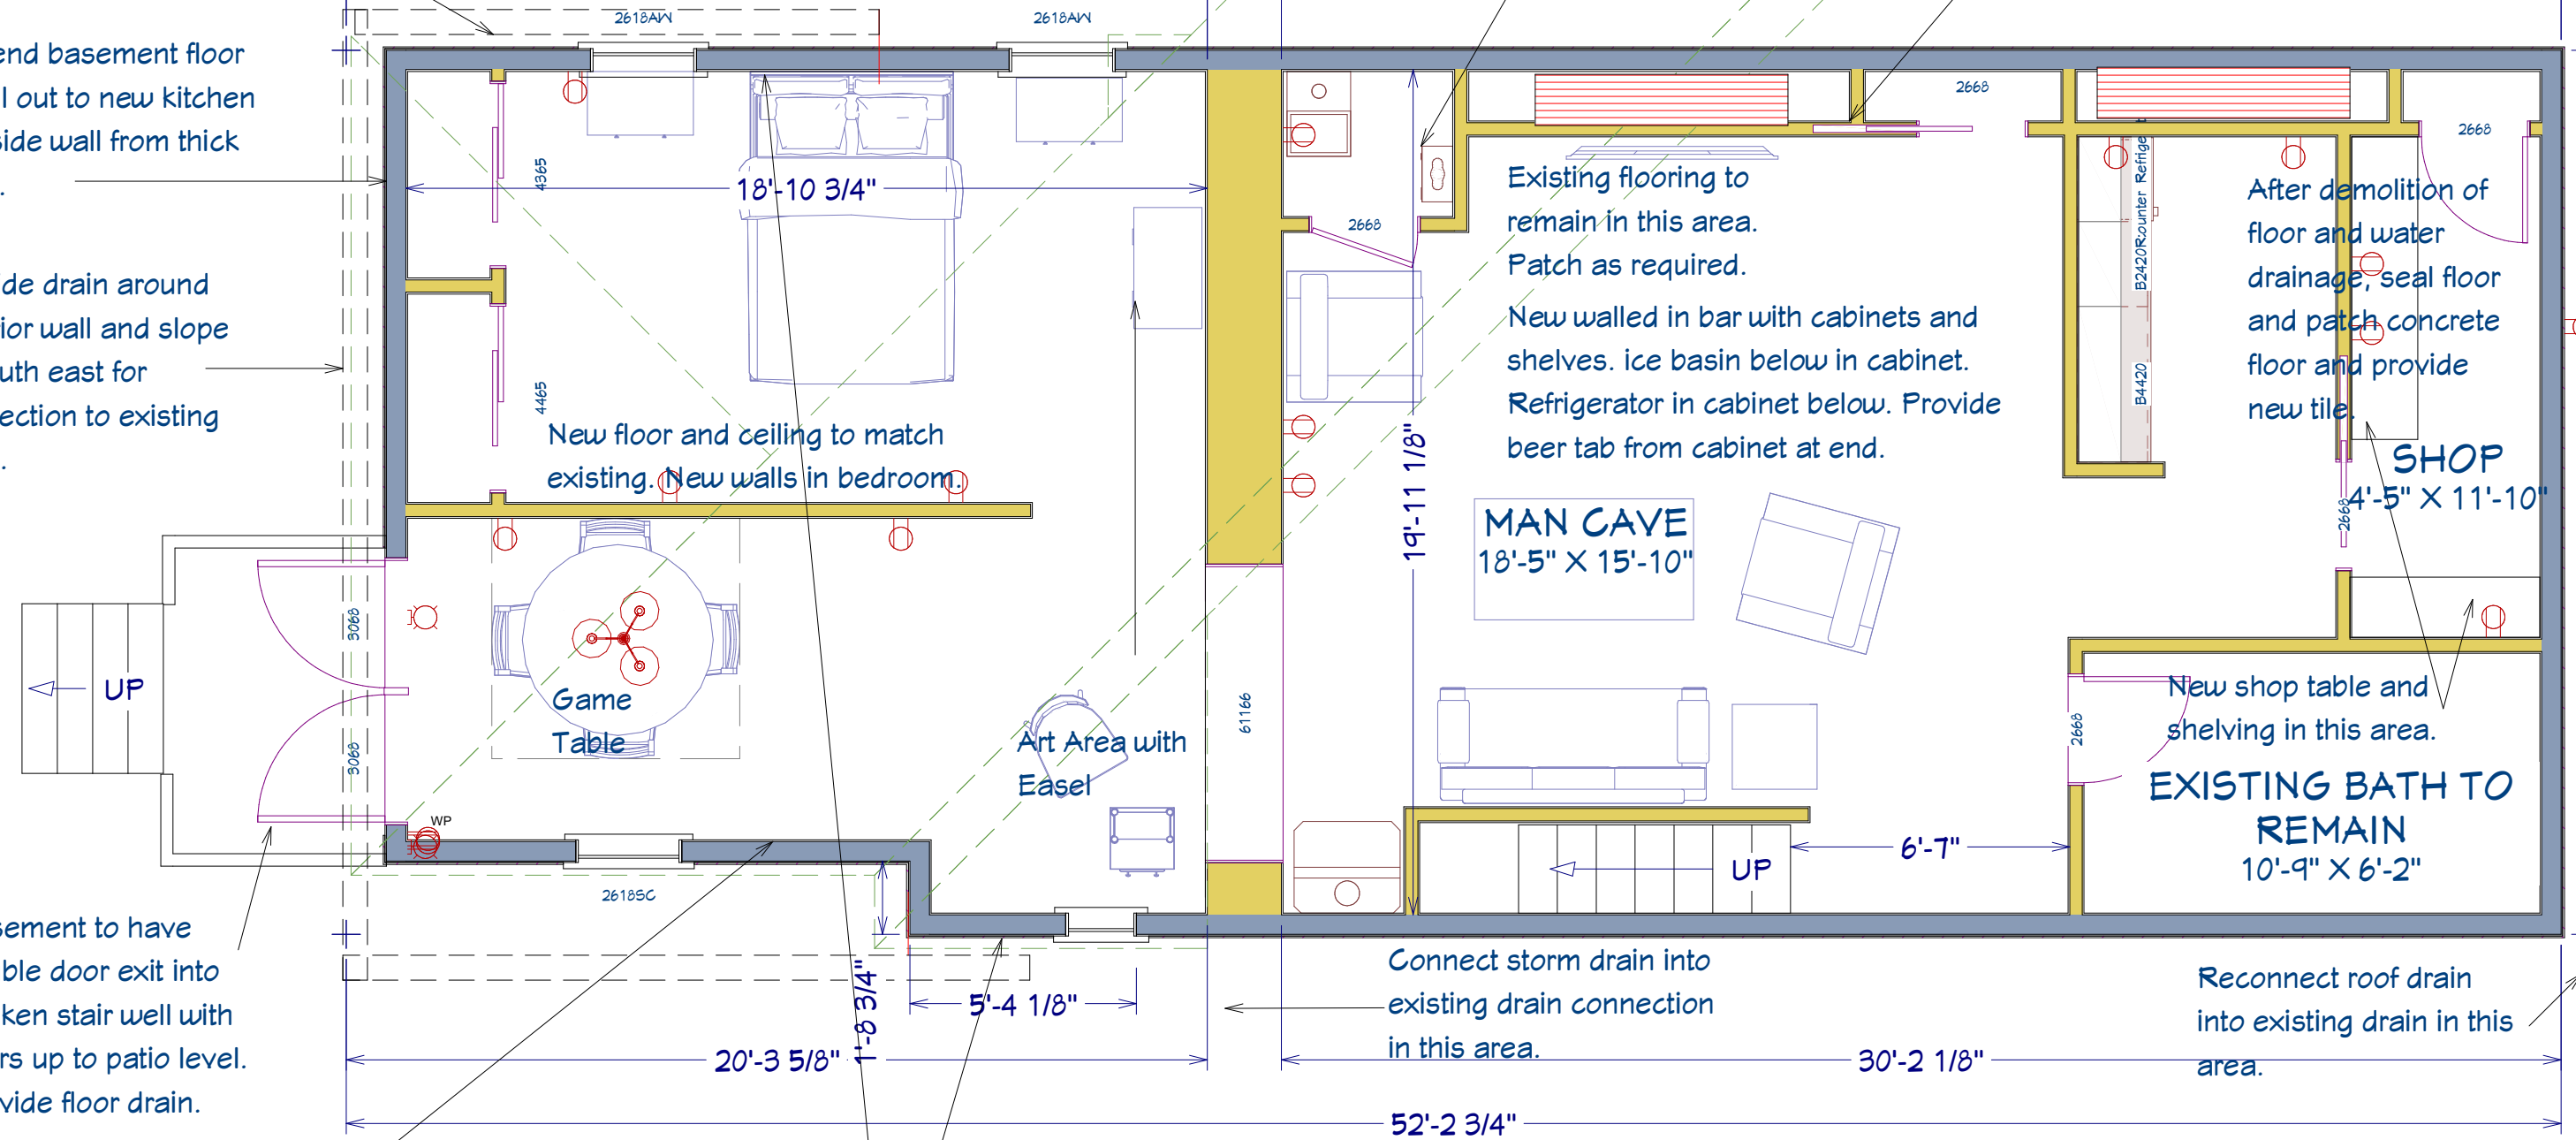 2618AW
2618AW
end basement floor
l out to new kitchen
side wall from thick
.
de drain around
ior wall and slope
uth east for
ection to existing
.
4365
4465
18'-10 3/4"
New floor and ceiling to match
existing. New walls in bedroom.
2668
2668
2668
2668
2668
Existing flooring to
remain in this area.
Patch as required.
New walled in bar with cabinets and
shelves. ice basin below in cabinet.
Refrigerator in cabinet below. Provide
beer tab from cabinet at end.
B4420
After demolition of
floor and water
drainage, seal floor
and patch concrete
floor and provide
new tile.
SHOP
4'-5" X 11'-10"
19'-11 1/8"
MAN CAVE
18'-5" X 15'-10"
3068
3068
UP
Game
Table
Art Area with
Easel
61166
New shop table and
shelving in this area.
EXISTING BATH TO
REMAIN
10'-9" X 6'-2"
WP
2618SC
UP
6'-7"
sement to have
ble door exit into
ken stair well with
rs up to patio level.
vide floor drain.
1'-8 3/4"
5'-4 1/8"
Connect storm drain into
existing drain connection
in this area.
Reconnect roof drain
into existing drain in this
area.
20'-3 5/8"
30'-2 1/8"
52'-2 3/4"